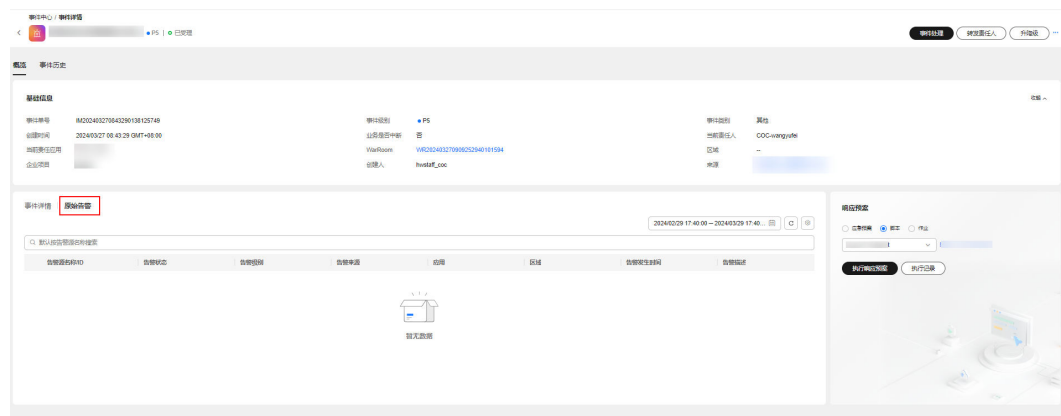 事件中心 / 事件详情
P5 | 已受理
事件处理 转发责任人 升降级 ...
概览 事件历史
基础信息 收起
事件单号 IM20240327084329013812​5749 事件级别 P5 事件类别 其他
创建时间 2024/03/27 08:43:29 GMT+08:00 业务是否中断 否 当前责任人 COC-wangyufei
当前责任应用 WarRoom WR20240327090925294010​1594 区域 --
企业项目 创建人 hwstaff_coc 来源
事件详情 原始告警
2024/02/29 17:40:00 — 2024/03/29 17:40...
默认按告警源名称搜索
告警源名称/ID 告警状态 告警级别 告警来源 应用 区域 告警发生时间 告警描述
暂无数据
响应预案
应急预案 脚本 作业
执行响应预案 执行记录